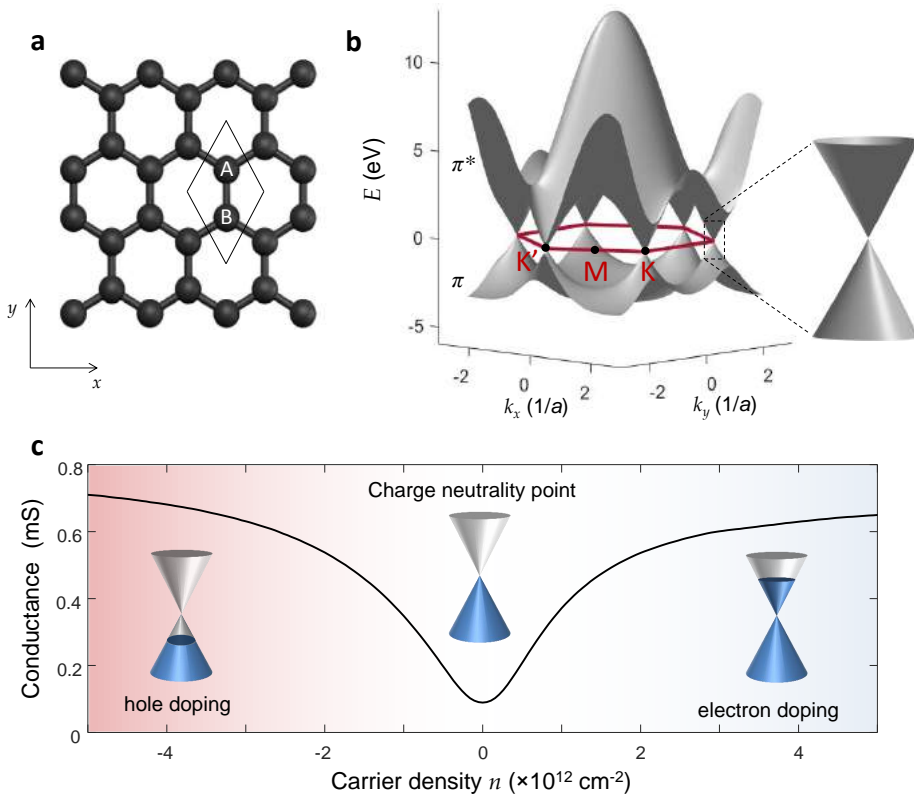 a
A
B
y
x
b
E (eV)
10
5
0
-5
π*
π
K'
M
K
-2
0
2
kx (1/a)
-2
0
2
ky (1/a)
c
Conductance (mS)
0.8
0.6
0.4
0.2
0
Charge neutrality point
hole doping
electron doping
-4
-2
0
2
4
Carrier density n (×10¹² cm⁻²)